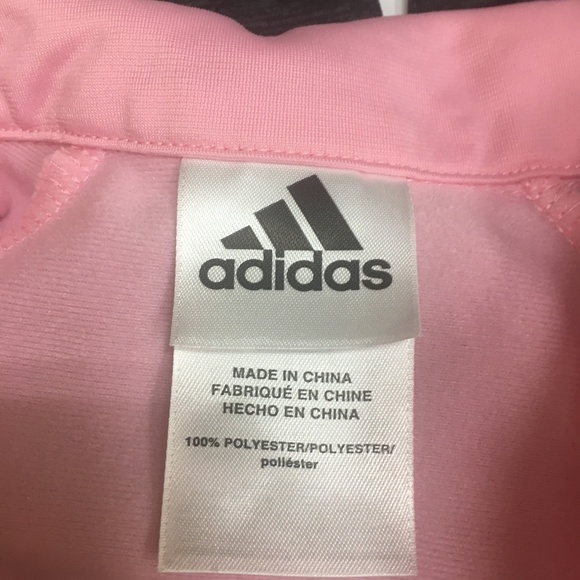 adidas
MADE IN CHINA
FABRIQUÉ EN CHINE
HECHO EN CHINA
100% POLYESTER/POLYESTER/
poliéster